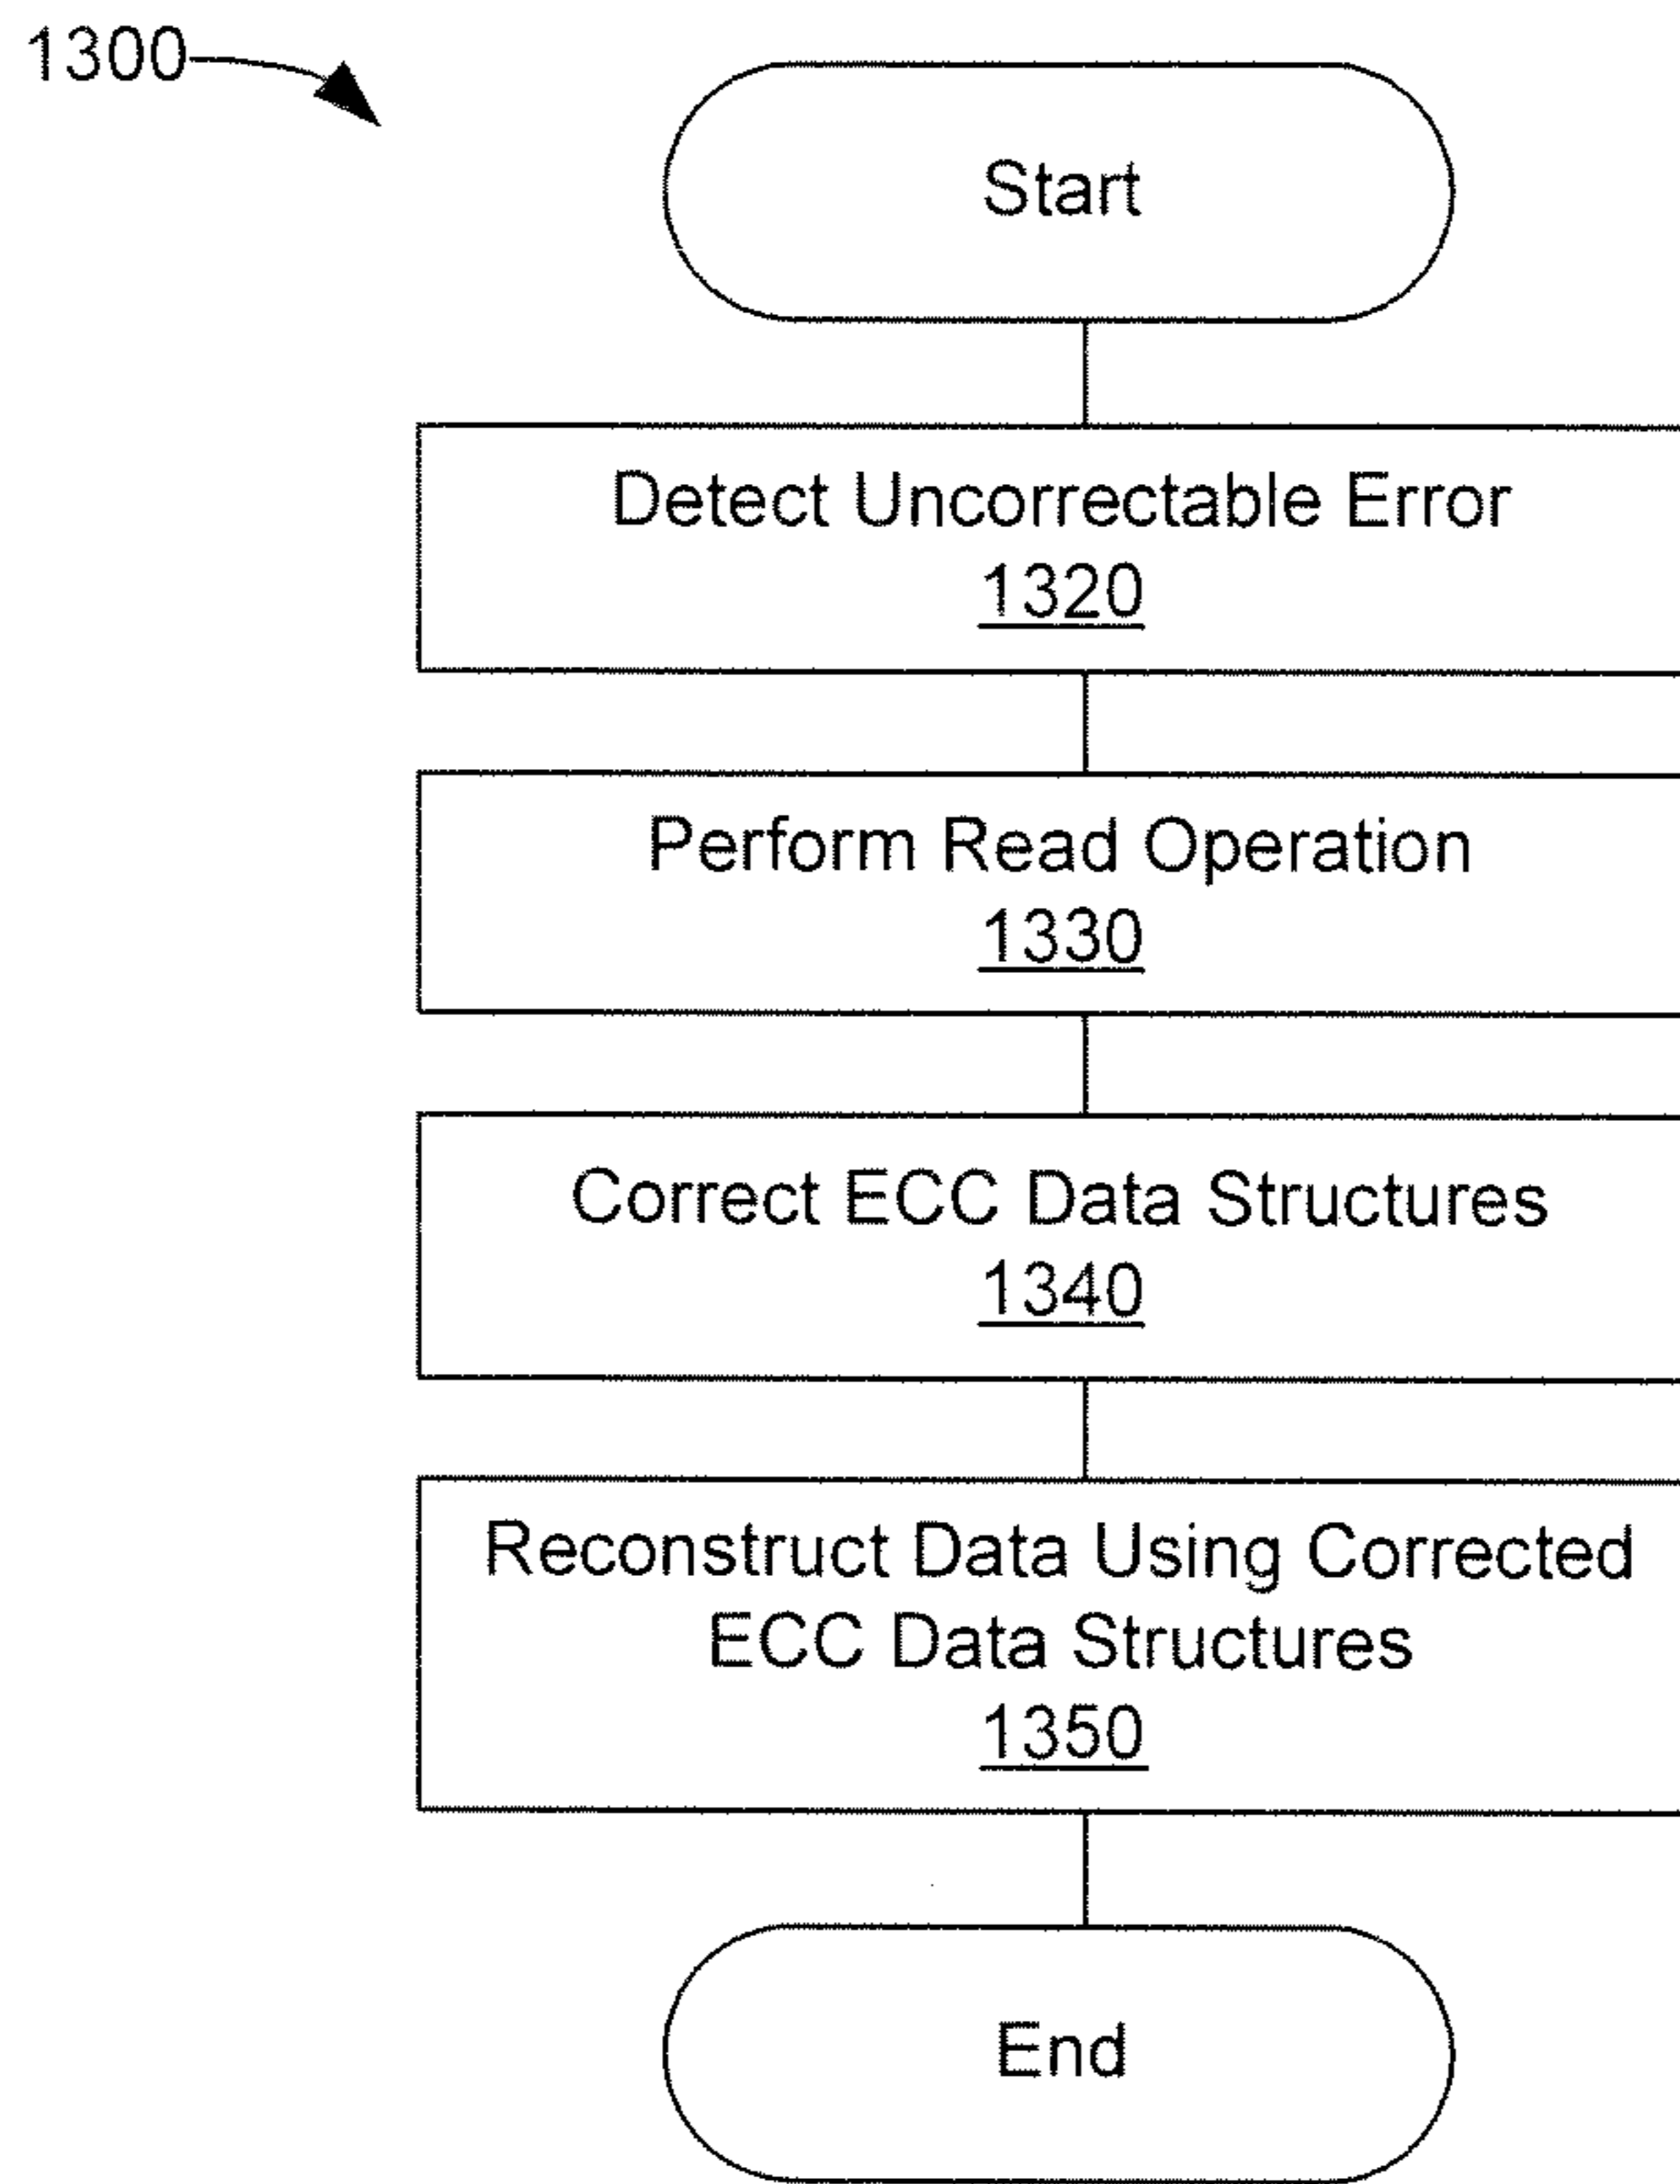 1300
Start
Detect Uncorrectable Error
1320
Perform Read Operation
1330
Correct ECC Data Structures
1340
Reconstruct Data Using Corrected
ECC Data Structures
1350
End